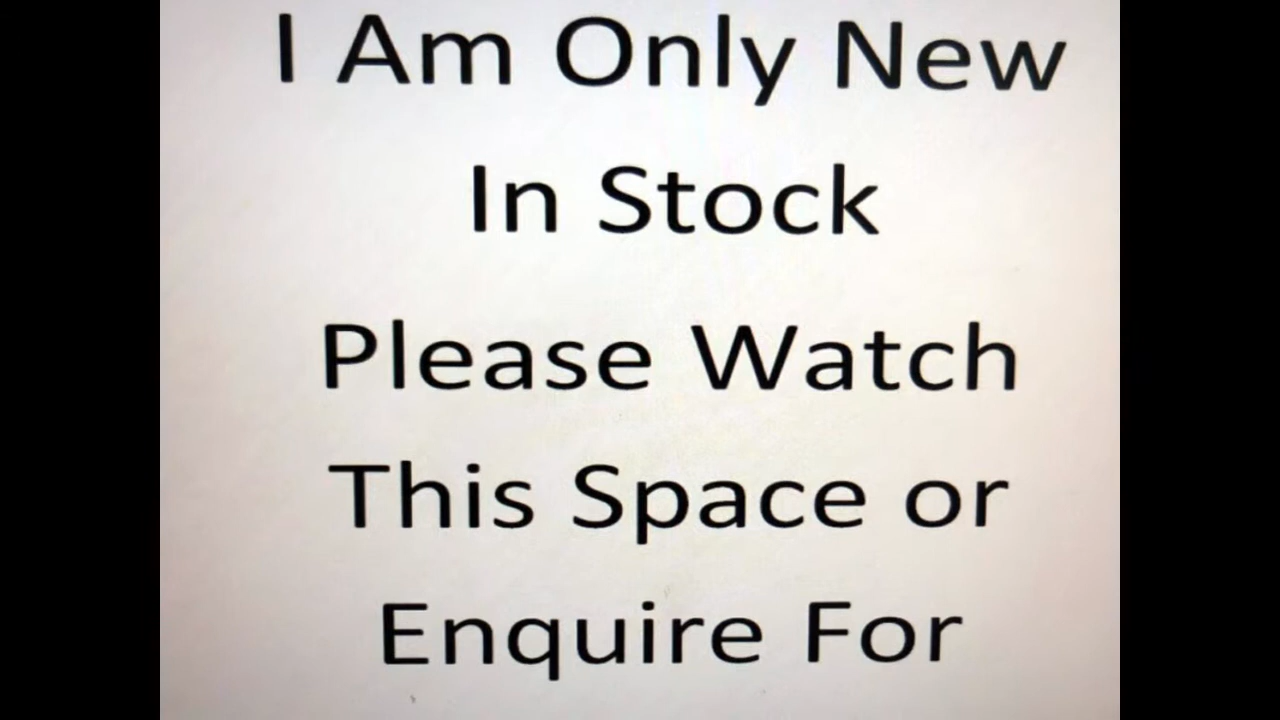 I Am Only New
In Stock
Please Watch
This Space or
Enquire For